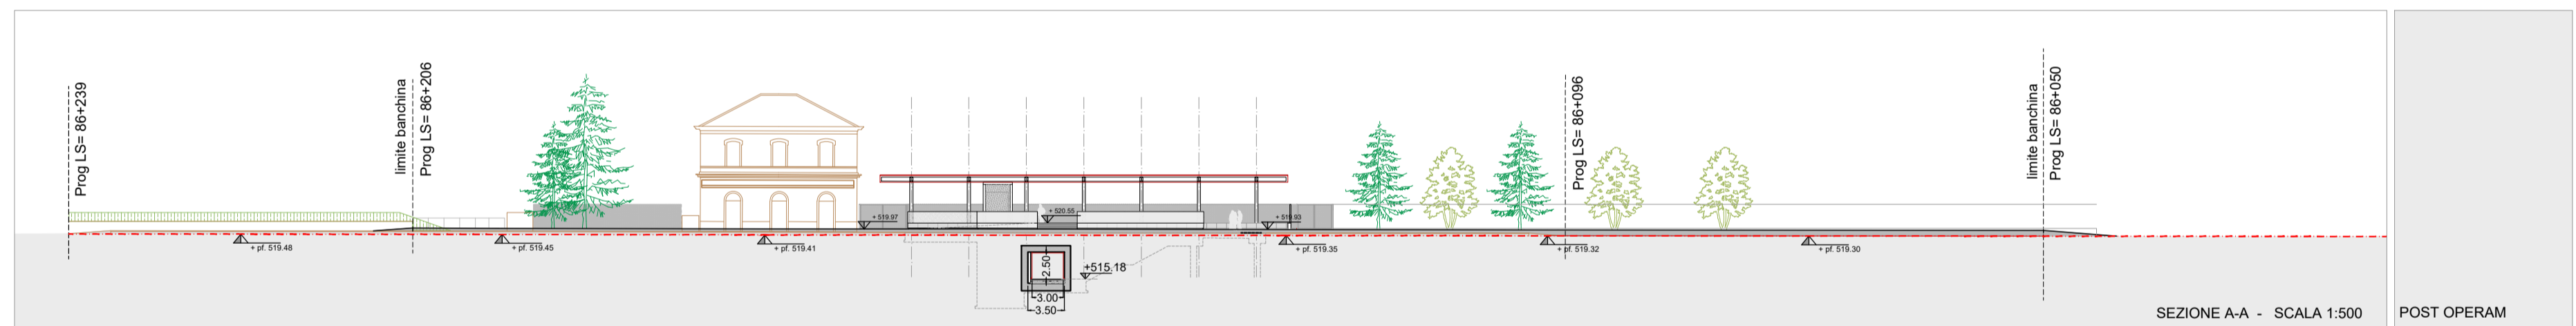 Prog LS= 86+239
limite banchina
Prog LS= 86+206
Prog LS= 86+096
limite banchina
Prog LS= 86+050
+ 519.97
+ 520.55
+ 519.93
+ pf. 519.48
+ pf. 519.45
+ pf. 519.41
+ pf. 519.35
+ pf. 519.32
+ pf. 519.30
2.50
+515.18
3.00
3.50
SEZIONE A-A - SCALA 1:500
POST OPERAM